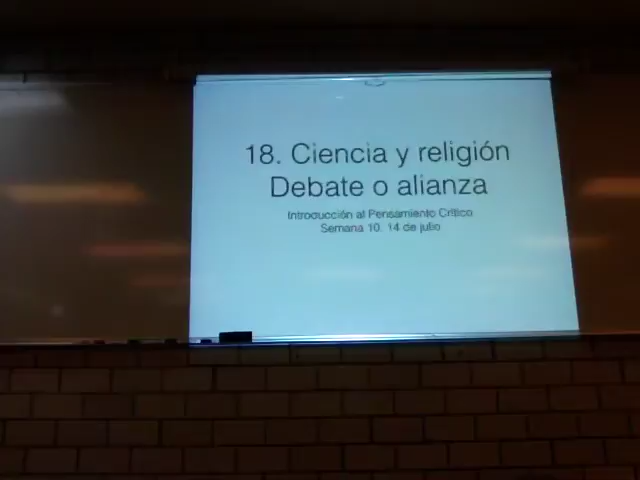 18. Ciencia y religión
Debate o alianza
Introducción al Pensamiento Crítico
Semana 10. 14 de julio